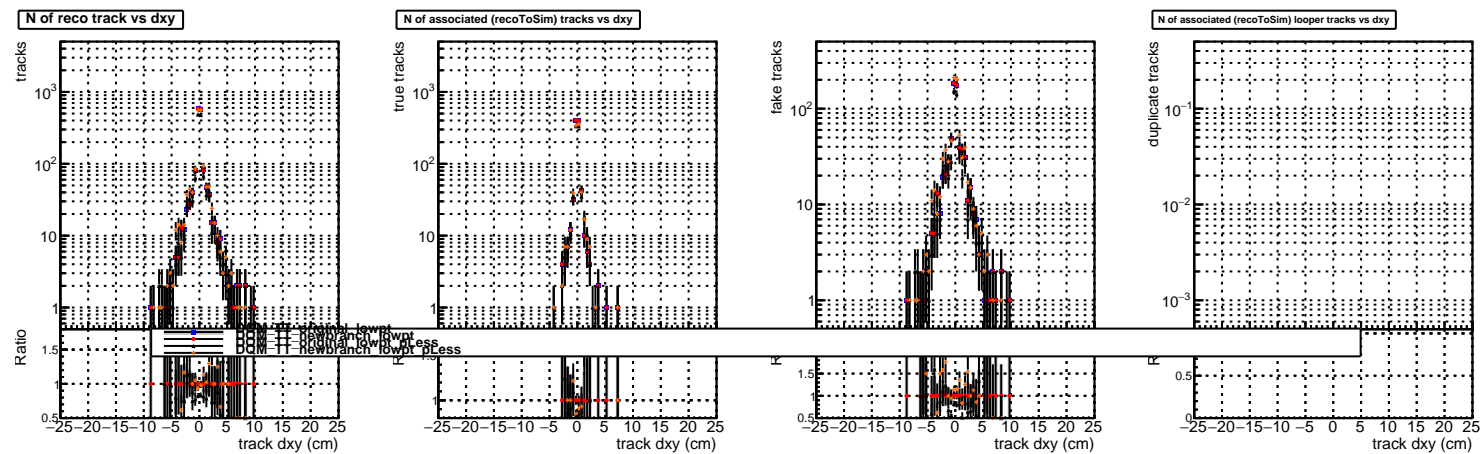 N of reco track vs dxy
N of associated (recoToSim) tracks vs dxy
N of associated (recoToSim) looper tracks vs dxy
tracks
10³
10²
10
1
true tracks
10³
10²
10
1
fake tracks
10²
10
1
duplicate tracks
10⁻¹
10⁻²
10⁻³
DQM_TT_original_lowpt
DQM_TT_newbranch_lowpt
DQM_TT_original_lowpt_pLess
DQM_TT_newbranch_lowpt_pLess
Ratio
1.5
1
0.5
1
1.5
1
0.5
0.5
0
−25 −20 −15 −10 −5 0 5 10 15 20 25
track dxy (cm)
−25 −20 −15 −10 −5 0 5 10 15 20 25
track dxy (cm)
−25 −20 −15 −10 −5 0 5 10 15 20 25
track dxy (cm)
−25 −20 −15 −10 −5 0 5 10 15 20 25
track dxy (cm)